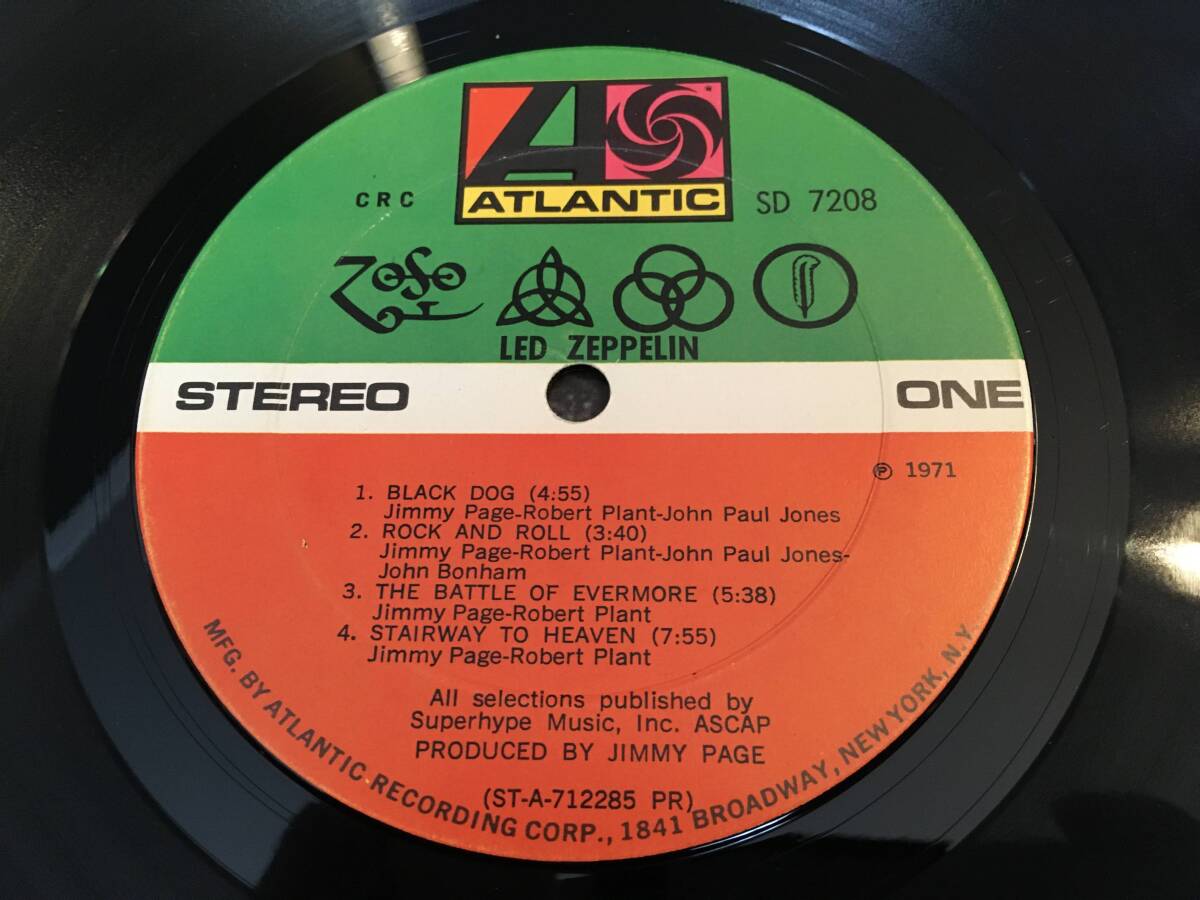 ATLANTIC
CRC
SD 7208
ZoSo
LED ZEPPELIN
STEREO
ONE
℗ 1971
1. BLACK DOG (4:55)
Jimmy Page-Robert Plant-John Paul Jones
2. ROCK AND ROLL (3:40)
Jimmy Page-Robert Plant-John Paul Jones-
John Bonham
3. THE BATTLE OF EVERMORE (5:38)
Jimmy Page-Robert Plant
4. STAIRWAY TO HEAVEN (7:55)
Jimmy Page-Robert Plant
All selections published by
Superhype Music, Inc. ASCAP
PRODUCED BY JIMMY PAGE
(ST-A-712285 PR)
MFG. BY ATLANTIC RECORDING CORP., 1841 BROADWAY, NEW YORK, N.Y.